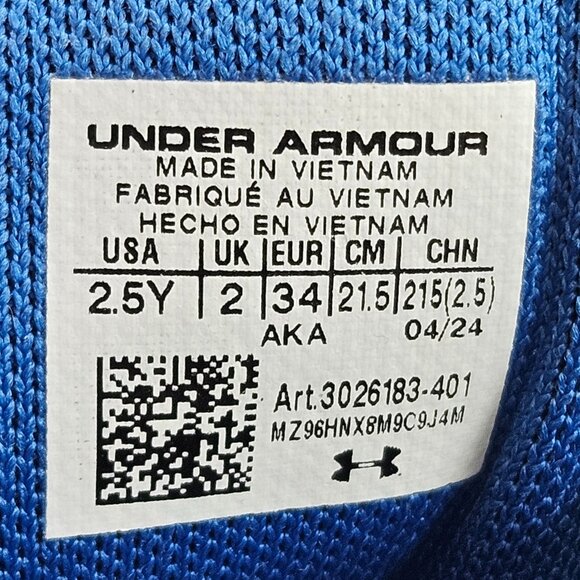 UNDER ARMOUR
MADE IN VIETNAM
FABRIQUÉ AU VIETNAM
HECHO EN VIETNAM
USA UK EUR CM CHN
2.5Y 2 34 21.5 215(2.5)
AKA 04/24
Art.3026183-401
MZ96HNX8M9C9J4M